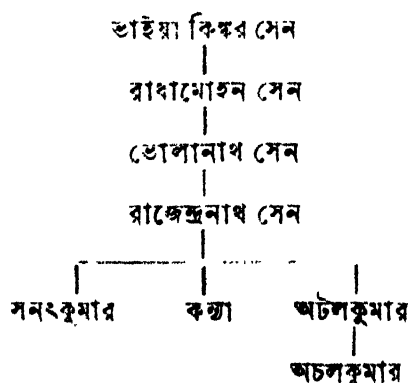 ভাইয়া কিঙ্কর সেন
রাধামোহন সেন
ভোলানাথ সেন
রাজেন্দ্রনাথ সেন
সনৎকুমার কন্যা অটলকুমার
অচলকুমার